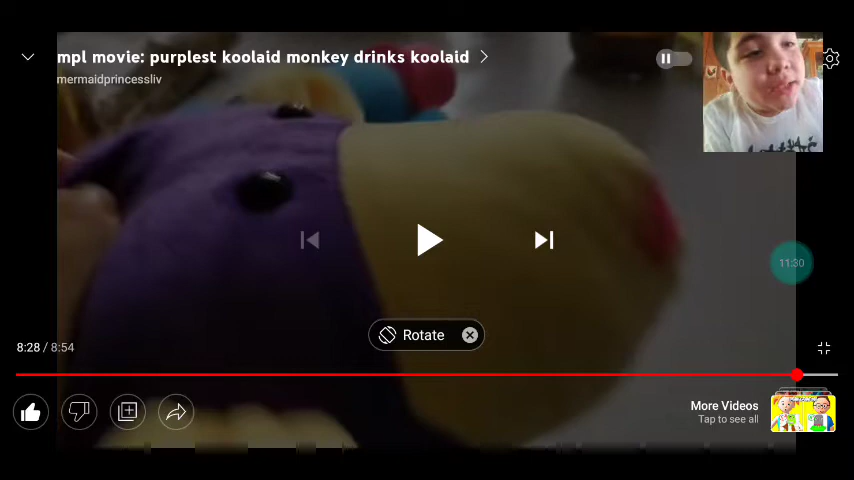 mpl movie: purplest koolaid monkey drinks koolaid
mermaidprincessliv
11:30
Rotate
8:28 / 8:54
More Videos
Tap to see all